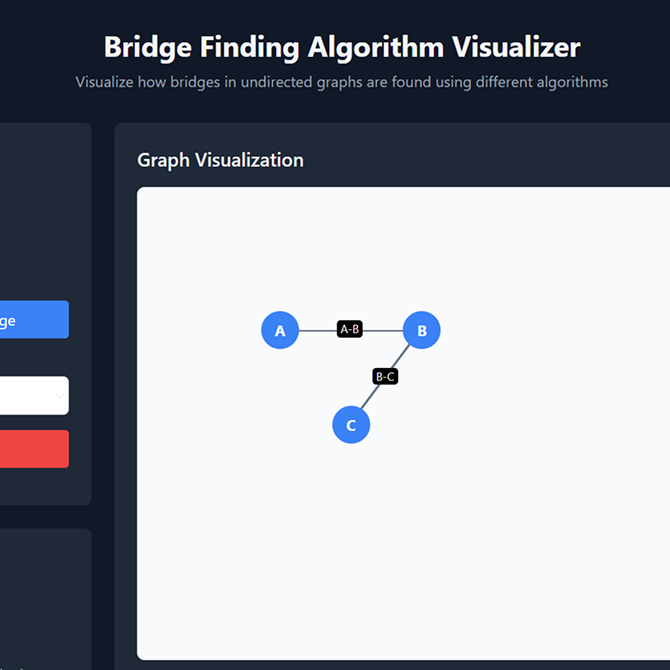 Bridge Finding Algorithm Visualizer
Visualize how bridges in undirected graphs are found using different algorithms
Graph Visualization
ge
A
A-B
B
B-C
C